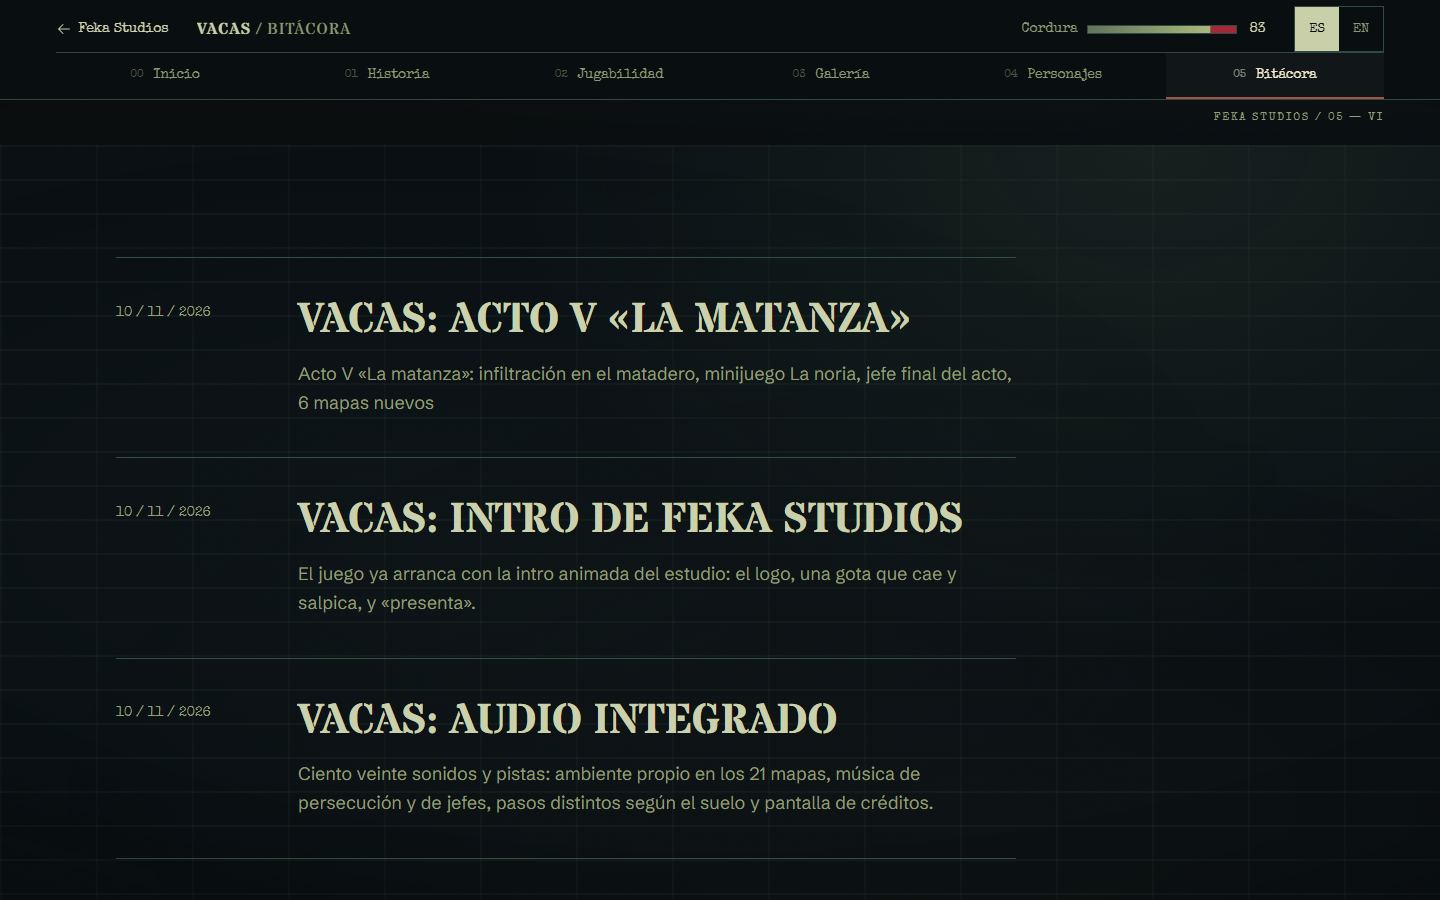 ← Feka Studios VACAS / BITÁCORA Cordura 83 ES EN
00 Inicio 01 Historia 02 Jugabilidad 03 Galería 04 Personajes 05 Bitácora
FEKA STUDIOS / 05 — VI
10 / 11 / 2026
VACAS: ACTO V «LA MATANZA»
Acto V «La matanza»: infiltración en el matadero, minijuego La noria, jefe final del acto,
6 mapas nuevos
10 / 11 / 2026
VACAS: INTRO DE FEKA STUDIOS
El juego ya arranca con la intro animada del estudio: el logo, una gota que cae y
salpica, y «presenta».
10 / 11 / 2026
VACAS: AUDIO INTEGRADO
Ciento veinte sonidos y pistas: ambiente propio en los 21 mapas, música de
persecución y de jefes, pasos distintos según el suelo y pantalla de créditos.